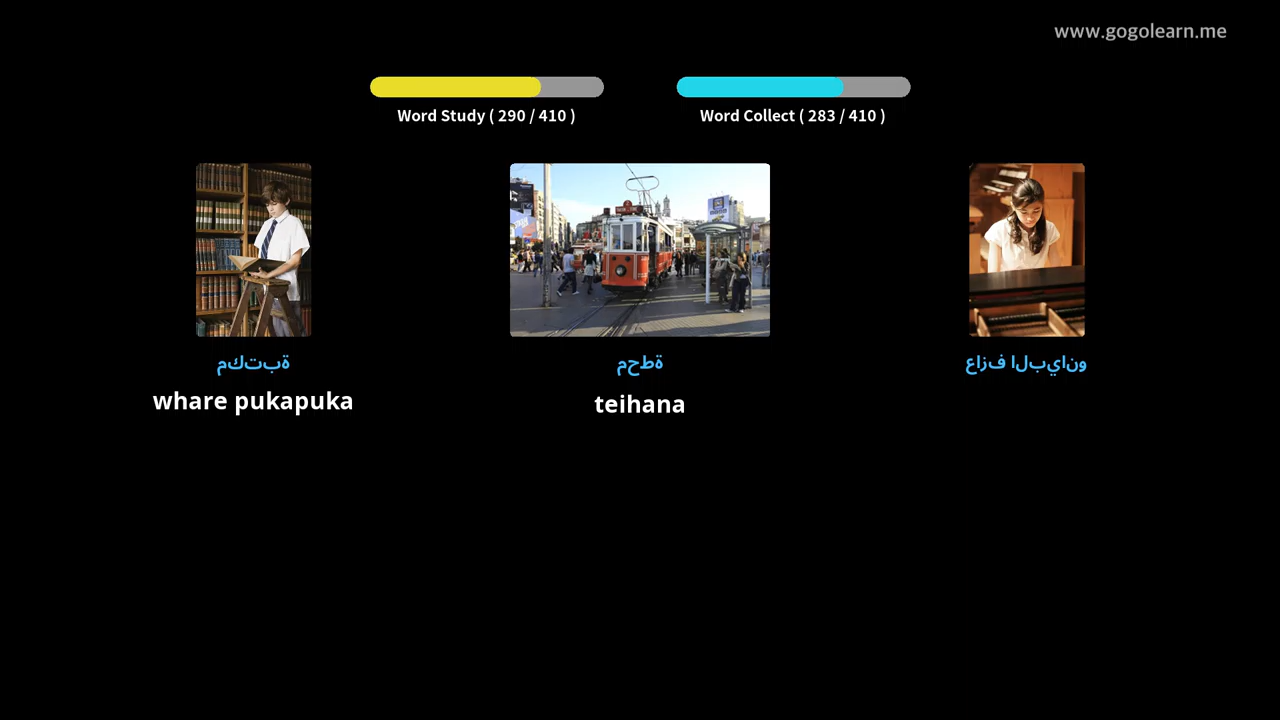 www.gogolearn.me
Word Study ( 290 / 410 )
Word Collect ( 283 / 410 )
مكتبة
محطة
عازف البيانو
whare pukapuka
teihana